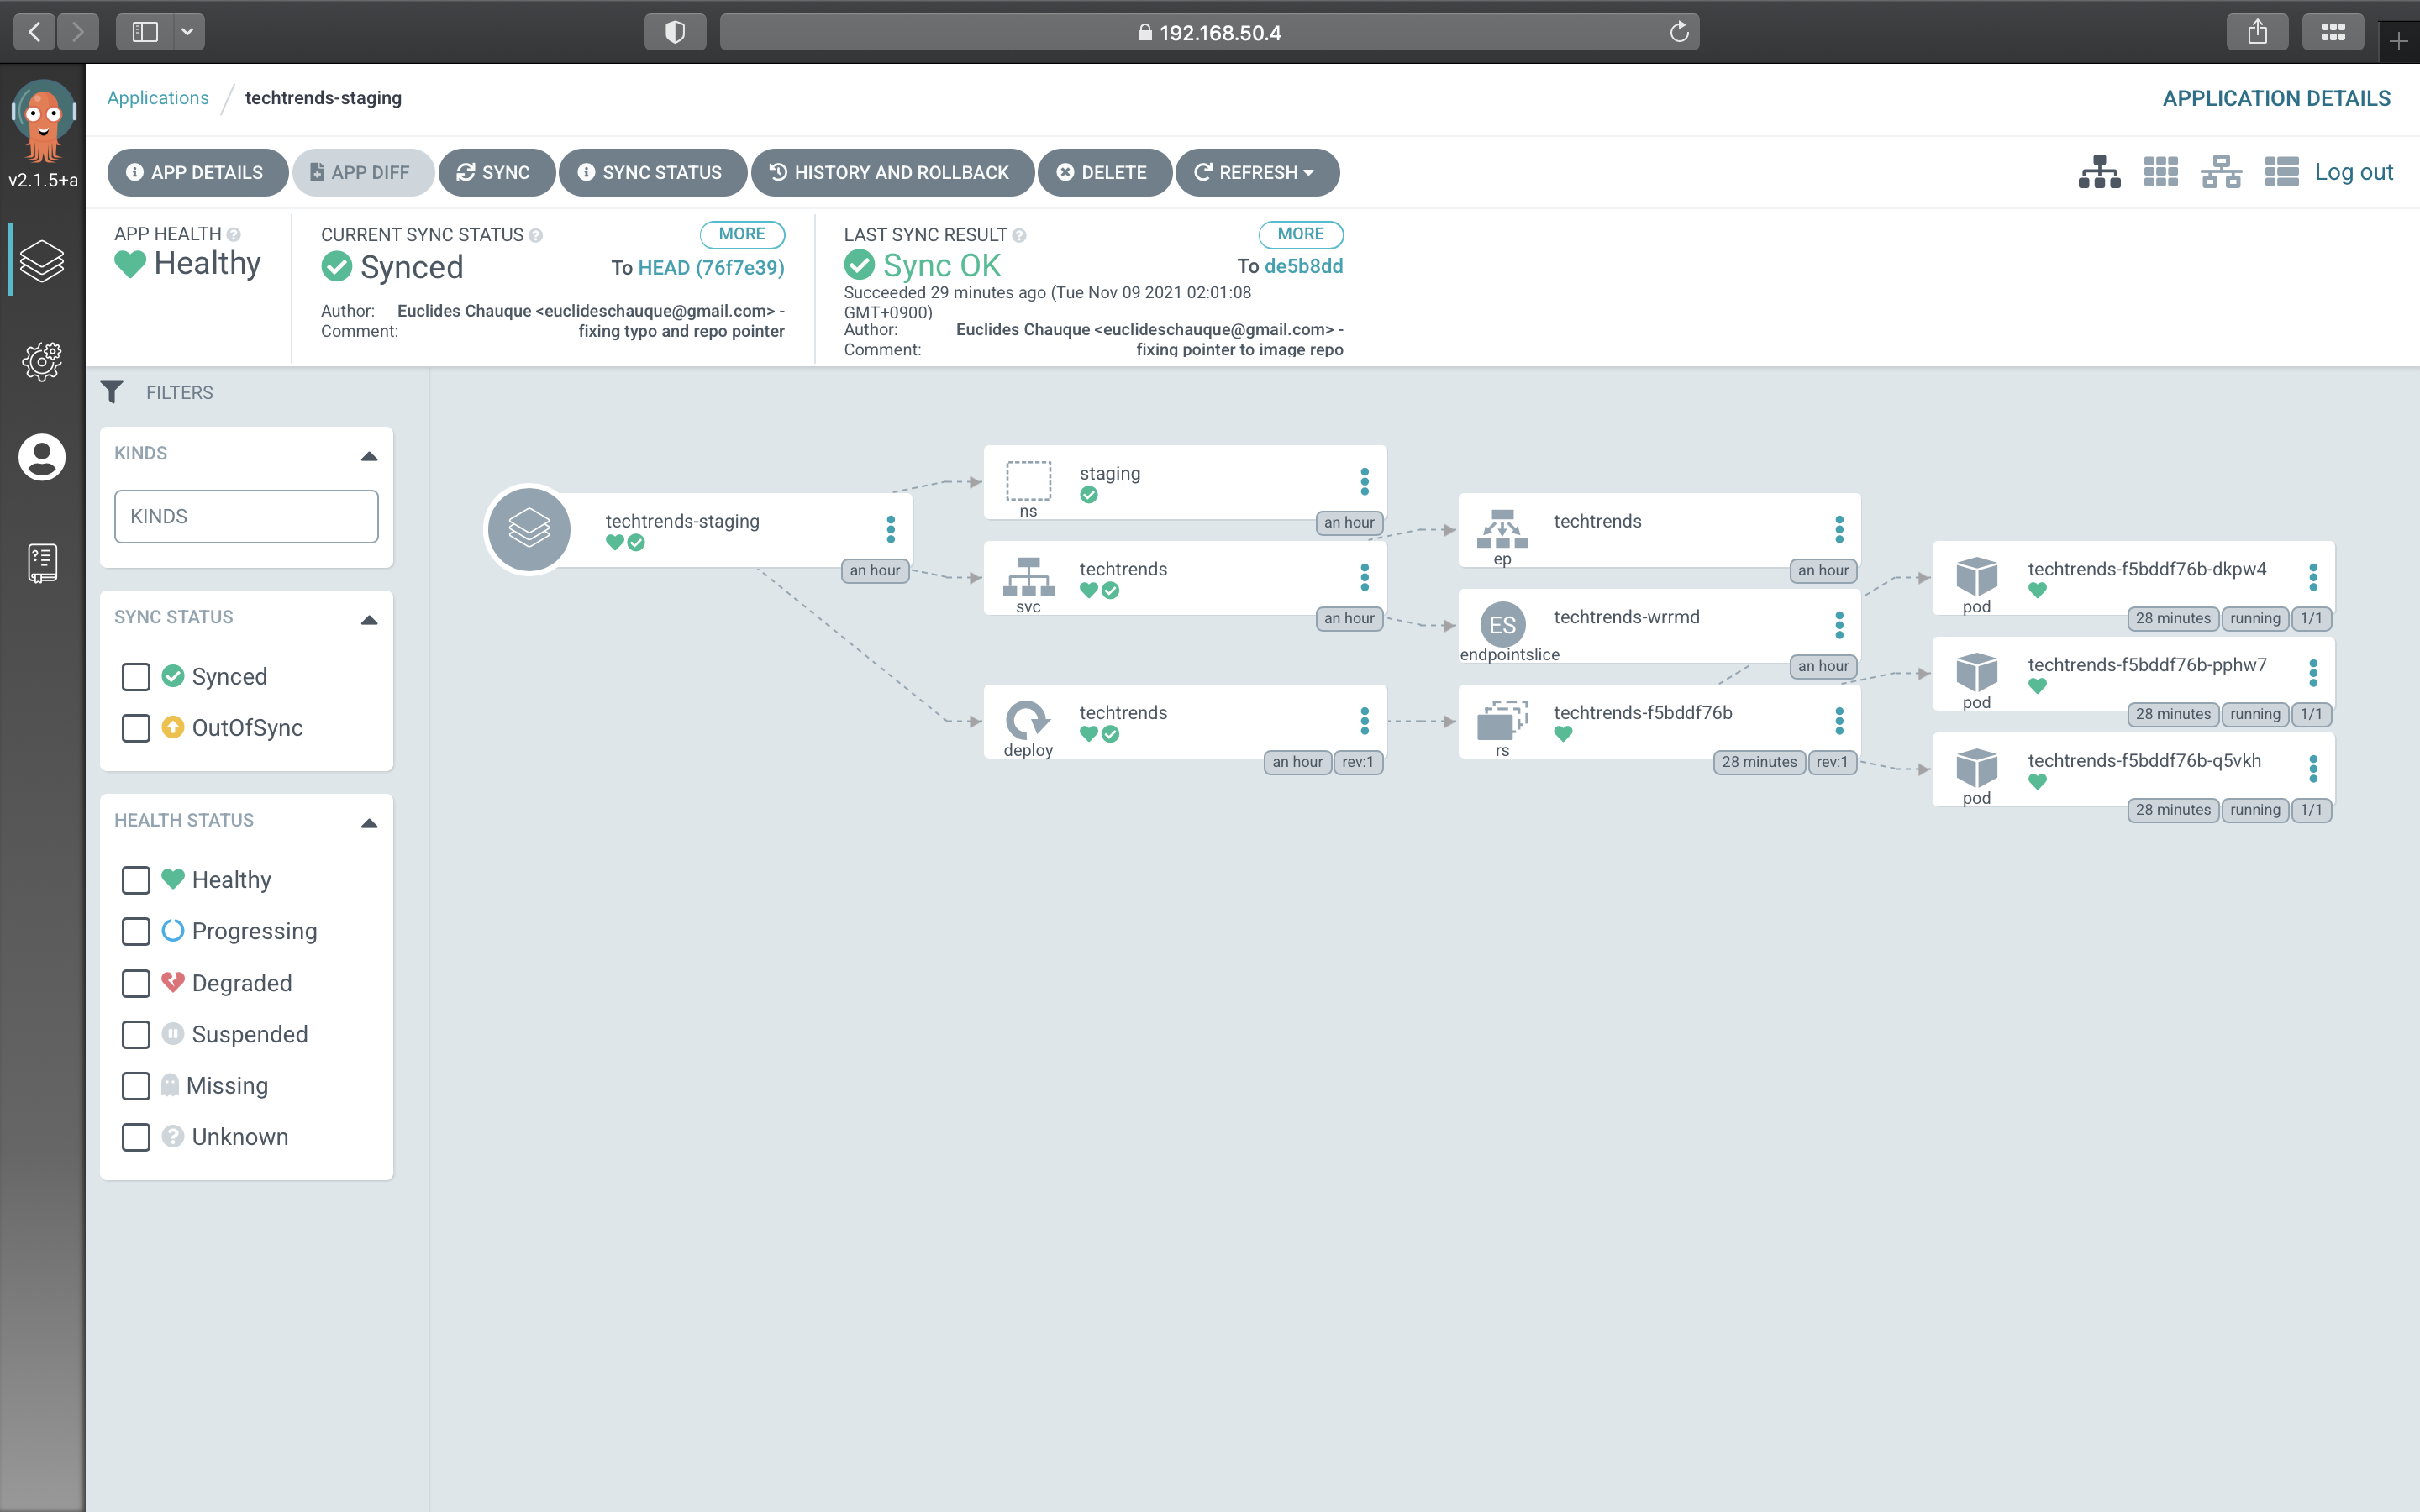 192.168.50.4
Applications / techtrends-staging
APPLICATION DETAILS
v2.1.5+a
APP DETAILS
APP DIFF
SYNC
SYNC STATUS
HISTORY AND ROLLBACK
DELETE
REFRESH
Log out
APP HEALTH
Healthy
CURRENT SYNC STATUS
MORE
Synced
To HEAD (76f7e39)
Author: Euclides Chauque <euclideschauque@gmail.com> -
Comment: fixing typo and repo pointer
LAST SYNC RESULT
MORE
Sync OK
To de5b8dd
Succeeded 29 minutes ago (Tue Nov 09 2021 02:01:08
GMT+0900)
Author: Euclides Chauque <euclideschauque@gmail.com> -
Comment: fixing pointer to image repo
FILTERS
KINDS
KINDS
SYNC STATUS
Synced
OutOfSync
HEALTH STATUS
Healthy
Progressing
Degraded
Suspended
Missing
Unknown
techtrends-staging
an hour
staging
ns
an hour
techtrends
svc
an hour
techtrends
deploy
an hour rev:1
techtrends
ep
an hour
ES
techtrends-wrrmd
endpointslice
an hour
techtrends-f5bddf76b
rs
28 minutes rev:1
techtrends-f5bddf76b-dkpw4
pod
28 minutes running 1/1
techtrends-f5bddf76b-pphw7
pod
28 minutes running 1/1
techtrends-f5bddf76b-q5vkh
pod
28 minutes running 1/1